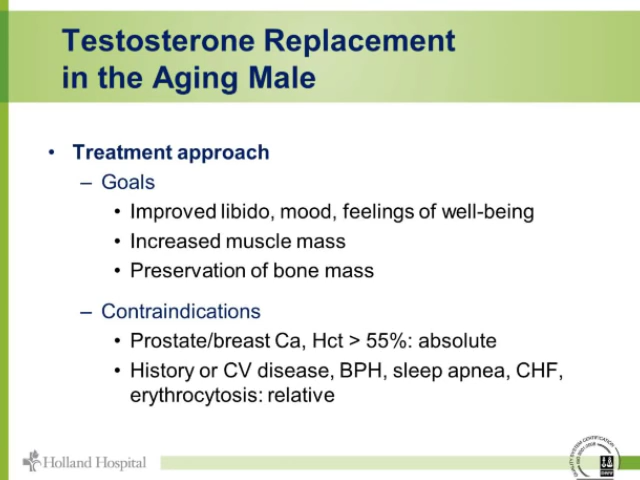 Testosterone Replacement
in the Aging Male
• Treatment approach
– Goals
• Improved libido, mood, feelings of well-being
• Increased muscle mass
• Preservation of bone mass
– Contraindications
• Prostate/breast Ca, Hct > 55%: absolute
• History or CV disease, BPH, sleep apnea, CHF,
erythrocytosis: relative
Holland Hospital